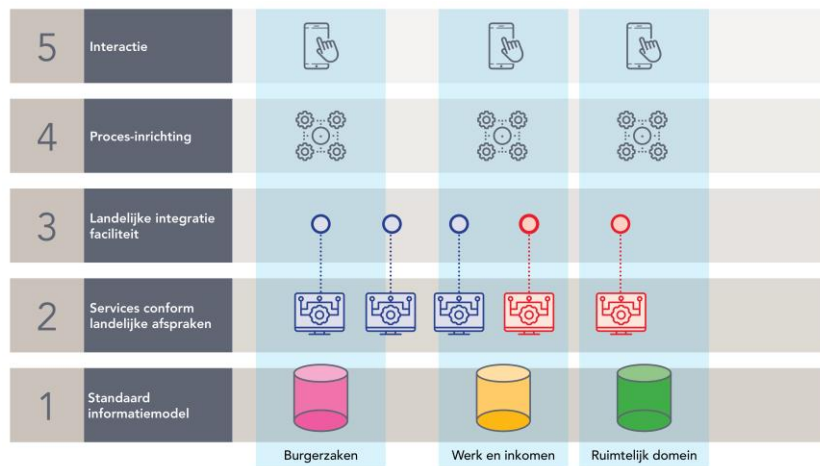 5
Interactie
4
Proces-inrichting
3
Landelijke integratie
faciliteit
2
Services conform
landelijke afspraken
1
Standaard
informatiemodel
Burgerzaken
Werk en inkomen
Ruimtelijk domein